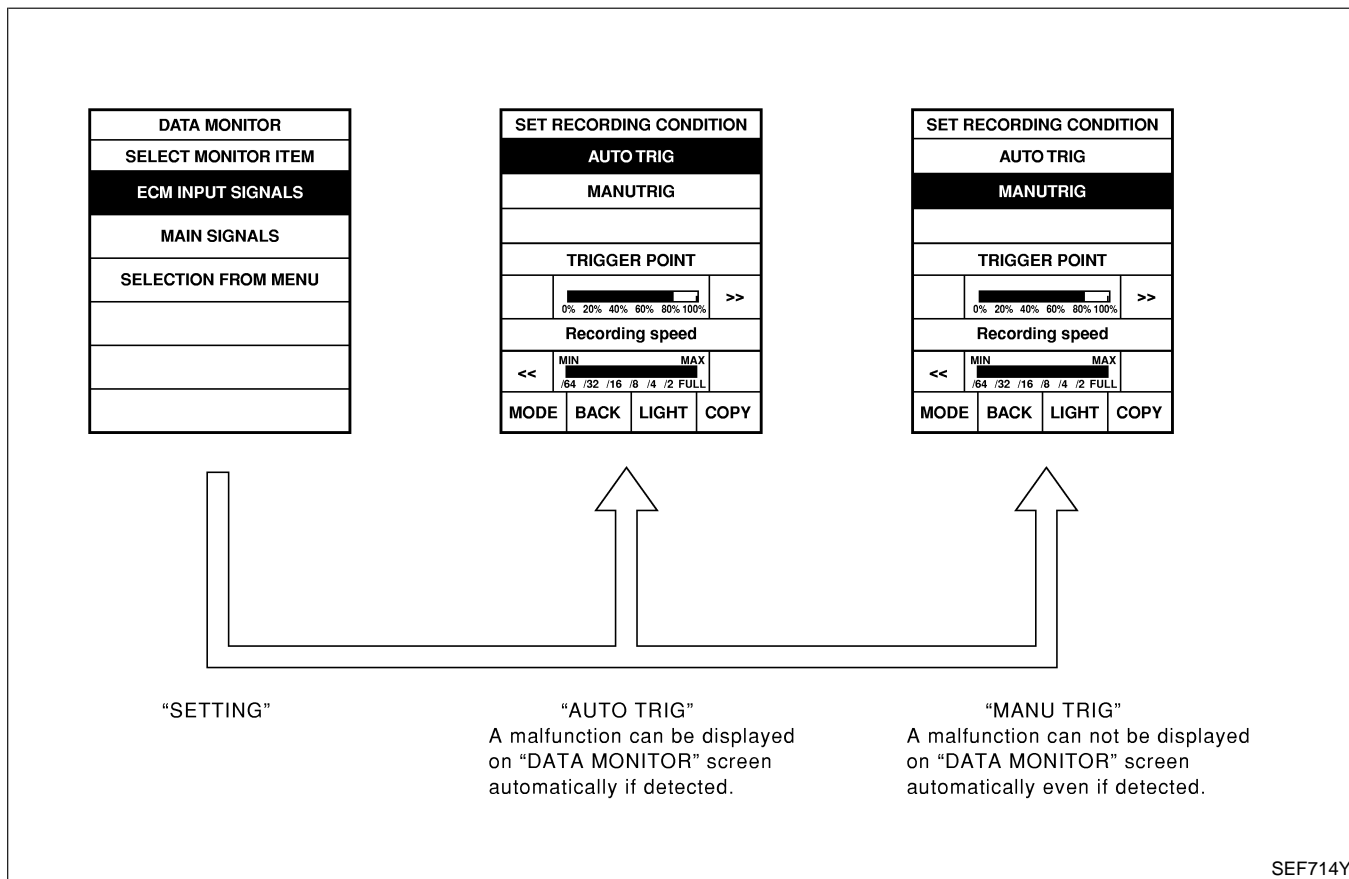 DATA MONITOR
SELECT MONITOR ITEM
ECM INPUT SIGNALS
MAIN SIGNALS
SELECTION FROM MENU
SET RECORDING CONDITION
AUTO TRIG
MANUTRIG
TRIGGER POINT
>>
0% 20% 40% 60% 80% 100%
Recording speed
MIN MAX
<<
/64 /32 /16 /8 /4 /2 FULL
MODE BACK LIGHT COPY
SET RECORDING CONDITION
AUTO TRIG
MANUTRIG
TRIGGER POINT
>>
0% 20% 40% 60% 80% 100%
Recording speed
MIN MAX
<<
/64 /32 /16 /8 /4 /2 FULL
MODE BACK LIGHT COPY
“SETTING”
“AUTO TRIG”
A malfunction can be displayed
on “DATA MONITOR” screen
automatically if detected.
“MANU TRIG”
A malfunction can not be displayed
on “DATA MONITOR” screen
automatically even if detected.
SEF714Y